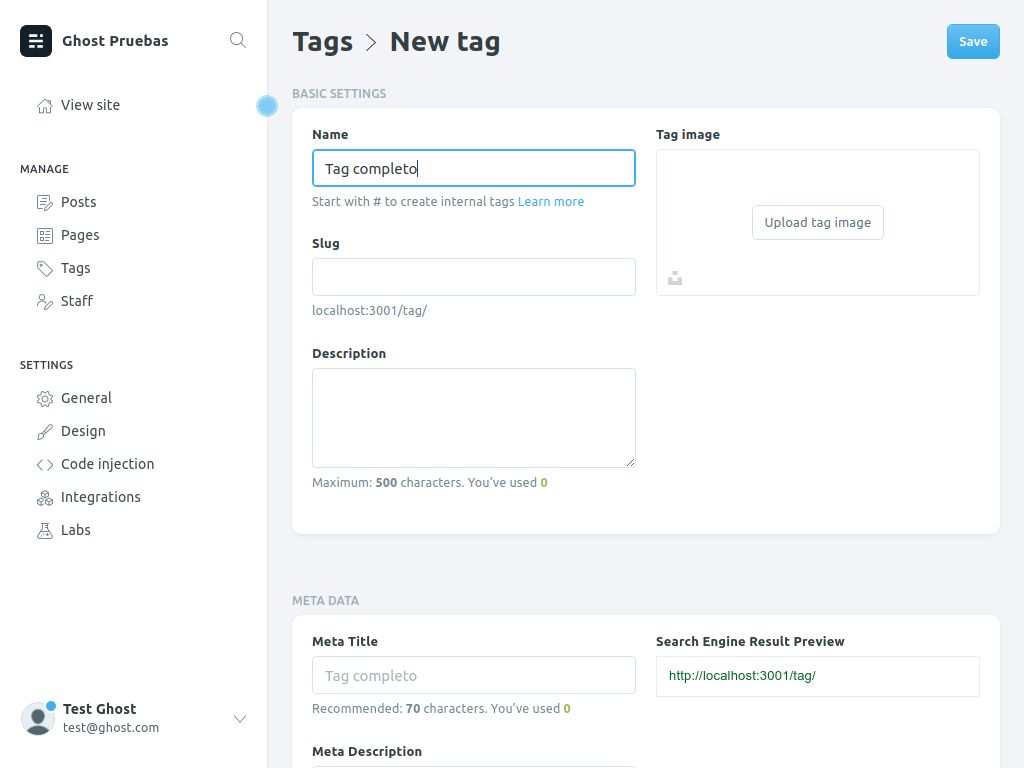 Ghost Pruebas
View site
MANAGE
Posts
Pages
Tags
Staff
SETTINGS
General
Design
Code injection
Integrations
Labs
Test Ghost
test@ghost.com
Tags > New tag
Save
BASIC SETTINGS
Name
Tag completo
Start with # to create internal tags Learn more
Slug
localhost:3001/tag/
Description
Maximum: 500 characters. You’ve used 0
Tag image
Upload tag image
META DATA
Meta Title
Tag completo
Recommended: 70 characters. You’ve used 0
Meta Description
Search Engine Result Preview
http://localhost:3001/tag/